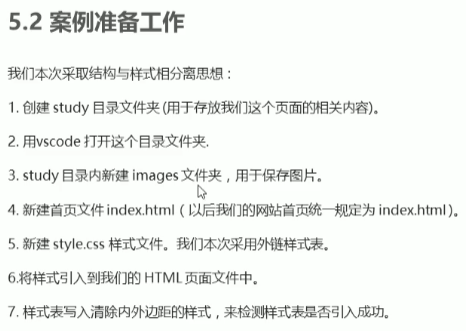 5.2 案例准备工作
我们本次采取结构与样式相分离思想：
1. 创建 study 目录文件夹 (用于存放我们这个页面的相关内容)。
2. 用vscode 打开这个目录文件夹.
3. study 目录内新建 images 文件夹，用于保存图片。
4. 新建首页文件 index.html（以后我们的网站首页统一规定为 index.html )。
5. 新建 style.css 样式文件。我们本次采用外链样式表。
6.将样式引入到我们的 HTML 页面文件中。
7. 样式表写入清除内外边距的样式，来检测样式表是否引入成功。